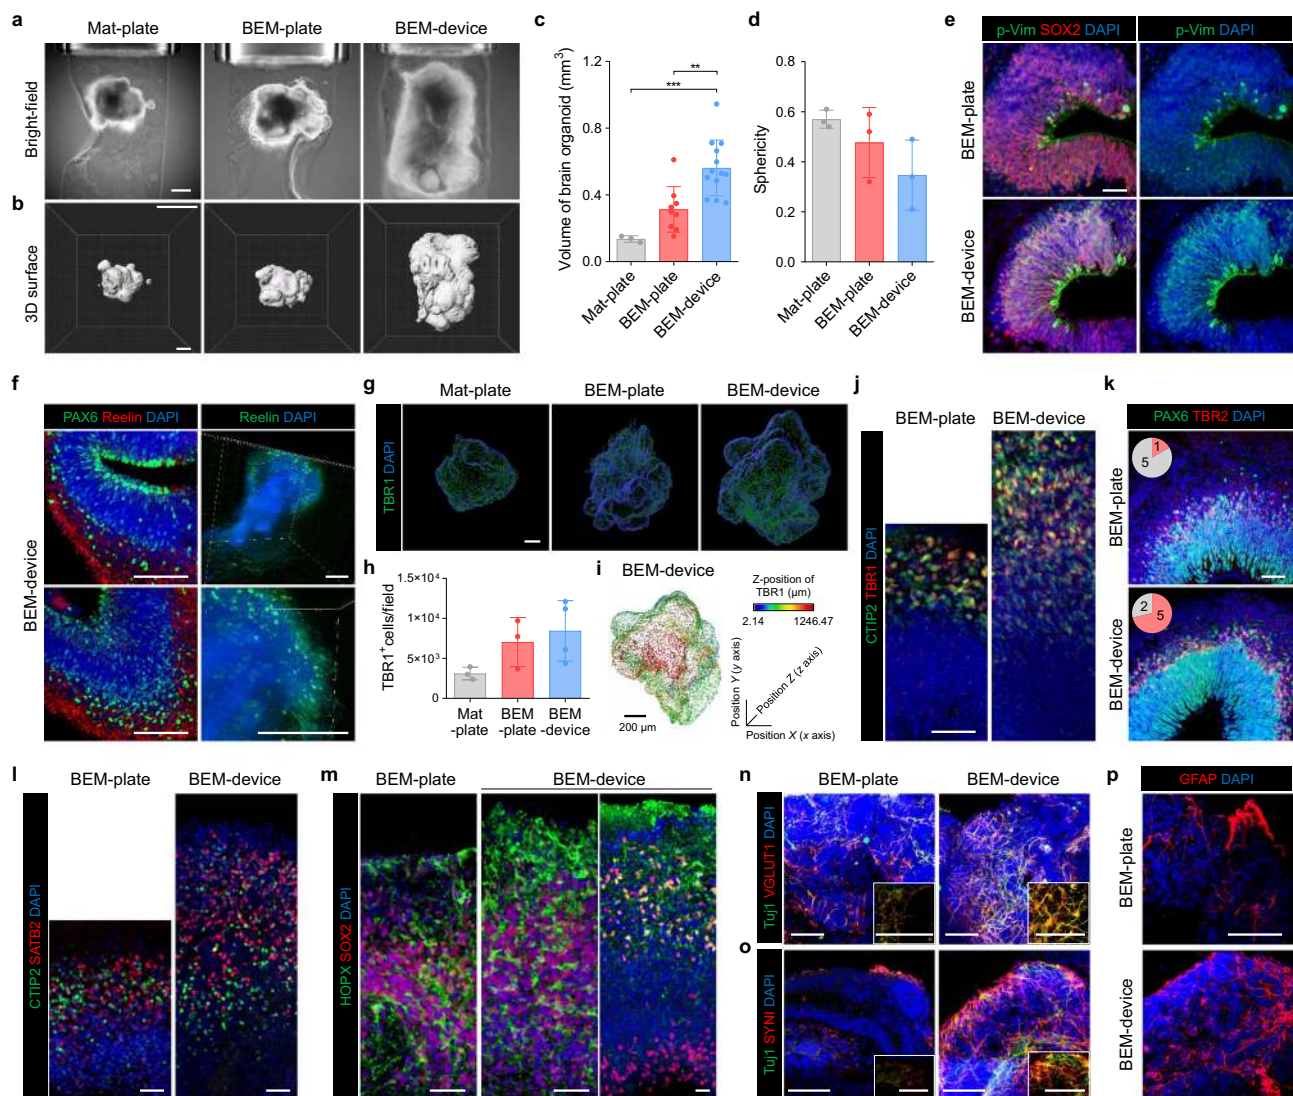 a
Mat-plate
BEM-plate
BEM-device
Bright-field
b
3D surface
c
Volume of brain organoid (mm³)
1.2
0.8
0.4
0.0
**
***
Mat-plate
BEM-plate
BEM-device
d
Sphericity
0.8
0.6
0.4
0.2
0.0
Mat-plate
BEM-plate
BEM-device
e
p-Vim SOX2 DAPI
p-Vim DAPI
BEM-plate
BEM-device
f
PAX6 Reelin DAPI
Reelin DAPI
BEM-device
g
Mat-plate
BEM-plate
BEM-device
TBR1 DAPI
h
TBR1⁺cells/field
1.5×10⁴
1×10⁴
5×10³
0
Mat
-plate
BEM
-plate
BEM
-device
i
BEM-device
Z-position of
TBR1 (µm)
2.14
1246.47
200 µm
Position Y (y axis)
Position Z (z axis)
Position X (x axis)
j
BEM-plate
BEM-device
CTIP2 TBR1 DAPI
k
PAX6 TBR2 DAPI
1
5
BEM-plate
2
5
BEM-device
l
BEM-plate
BEM-device
CTIP2 SATB2 DAPI
m
BEM-plate
BEM-device
HOPX SOX2 DAPI
n
BEM-plate
BEM-device
Tuj1 VGLUT1 DAPI
o
Tuj1 SYNI DAPI
p
GFAP DAPI
BEM-plate
BEM-device